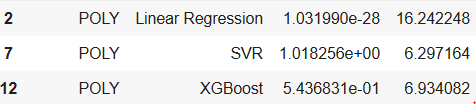 2 POLY Linear Regression 1.031990e-28 16.242248
7 POLY SVR 1.018256e+00 6.297164
12 POLY XGBoost 5.436831e-01 6.934082